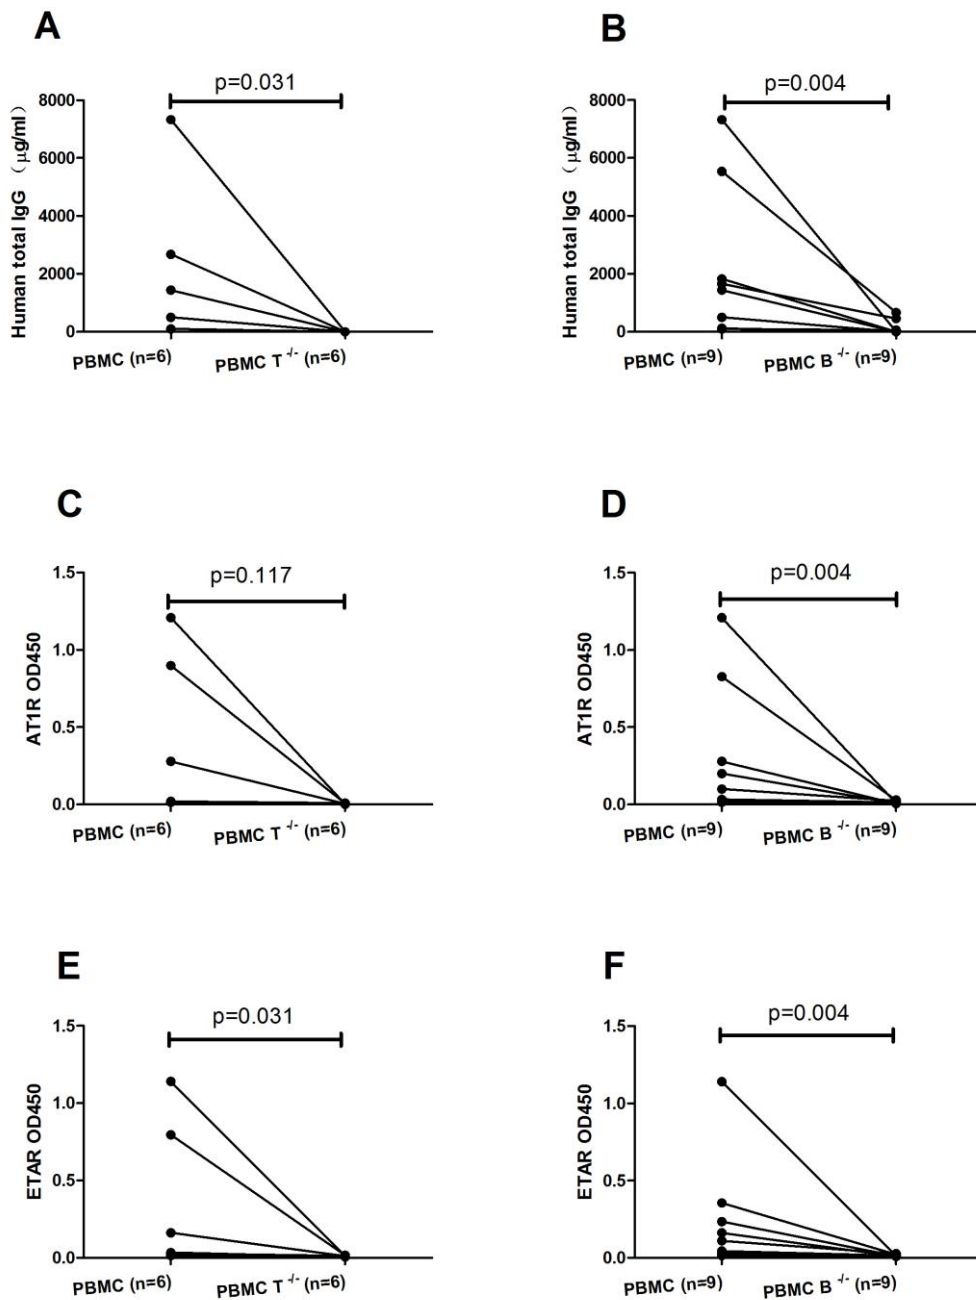 A
p=0.031
Human total IgG （μg/ml）
8000
6000
4000
2000
0
PBMC (n=6)
PBMC T -/- (n=6)
B
p=0.004
Human total IgG （μg/ml）
8000
6000
4000
2000
0
PBMC (n=9)
PBMC B -/- (n=9)
C
p=0.117
AT1R OD450
1.5
1.0
0.5
0.0
PBMC (n=6)
PBMC T -/- (n=6)
D
p=0.004
AT1R OD450
1.5
1.0
0.5
0.0
PBMC (n=9)
PBMC B -/- (n=9)
E
p=0.031
ETAR OD450
1.5
1.0
0.5
0.0
PBMC (n=6)
PBMC T -/- (n=6)
F
p=0.004
ETAR OD450
1.5
1.0
0.5
0.0
PBMC (n=9)
PBMC B -/- (n=9)